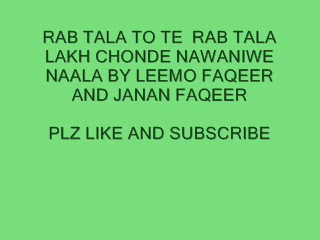 RAB TALA TO TE  RAB TALA
LAKH CHONDE NAWANIWE
NAALA BY LEEMO FAQEER
AND JANAN FAQEER
PLZ LIKE AND SUBSCRIBE